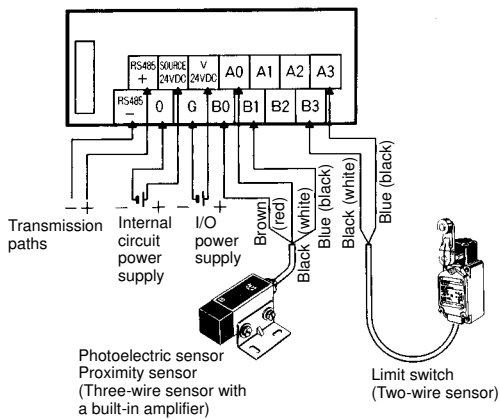 RS485
+
SOURCE
24VDC
V
24VDC
A0
A1
A2
A3
RS485
–
0
G
B0
B1
B2
B3
– +
– +
– +
Transmission
paths
Internal
circuit
power
supply
I/O
power
supply
Brown
(red)
Black (white)
Blue (black)
Black (white)
Blue (black)
Photoelectric sensor
Proximity sensor
(Three-wire sensor with
a built-in amplifier)
Limit switch
(Two-wire sensor)